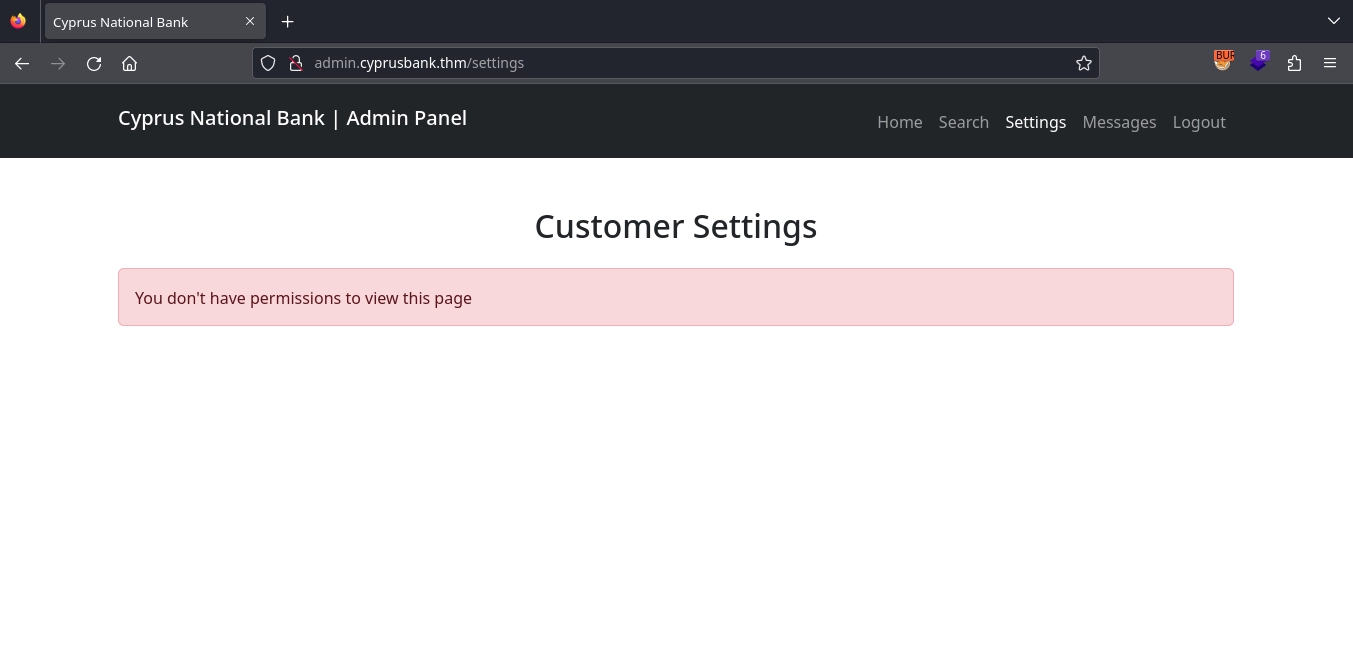 Cyprus National Bank
admin.cyprusbank.thm/settings
BUR
6
Cyprus National Bank | Admin Panel
Home Search Settings Messages Logout
Customer Settings
You don't have permissions to view this page